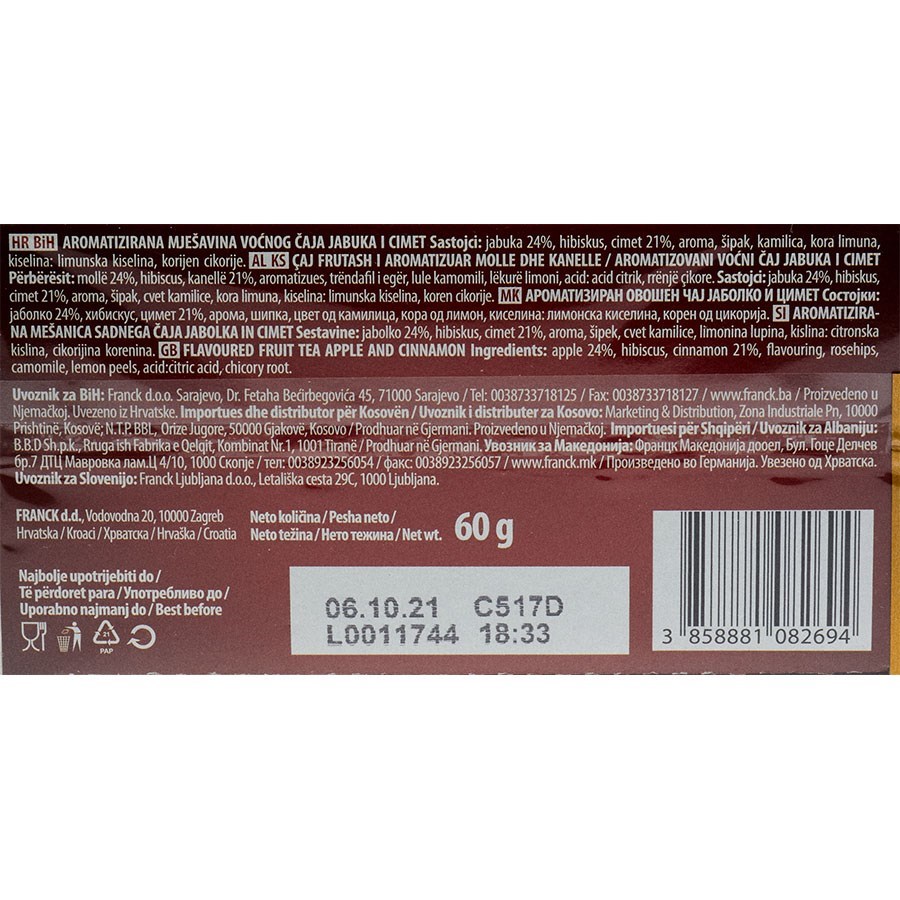 HR BiH AROMATIZIRANA MJEŠAVINA VOĆNOG ČAJA JABUKA I CIMET Sastojci: jabuka 24%, hibiskus, cimet 21%, aroma, šipak, kamilica, kora limuna,
kiselina: limunska kiselina, korijen cikorije. AL KS ÇAJ FRUTASH I AROMATIZUAR MOLLE DHE KANELLE / AROMATIZOVANI VOĆNI ČAJ JABUKA I CIMET
Përbërësit: mollë 24%, hibiscus, kanellë 21%, aromatizues, trëndafil i egër, lule kamomili, lëkurë limoni, acid: acid citrik, rrënjë çikore. Sastojci: jabuka 24%, hibiskus,
cimet 21%, aroma, šipak, cvet kamilice, kora limuna, kiselina: limunska kiselina, koren cikorije. MK АРОМАТИЗИРАН ОВОШЕН ЧАЈ ЈАБОЛКО И ЦИМЕТ Состојки:
јаболко 24%, хибискус, цимет 21%, арома, шипка, цвет од камилица, кора од лимон, киселина: лимонска киселина, корен од цикорија. SI AROMATIZIRA-
NA MEŠANICA SADNEGA ČAJA JABOLKA IN CIMET Sestavine: jabolko 24%, hibiskus, cimet 21%, aroma, šipek, cvet kamilice, limonina lupina, kislina: citronska
kislina, cikorijina korenina. GB FLAVOURED FRUIT TEA APPLE AND CINNAMON Ingredients: apple 24%, hibiscus, cinnamon 21%, flavouring, rosehips,
camomile, lemon peels, acid:citric acid, chicory root.
Uvoznik za BiH: Franck d.o.o. Sarajevo, Dr. Fetaha Bećirbegovića 45, 71000 Sarajevo / Tel: 0038733718125 / Fax: 0038733718127 / www.franck.ba / Proizvedeno u
Njemačkoj. Uvezeno iz Hrvatske. Importues dhe distributor për Kosovën / Uvoznik i distributer za Kosovo: Marketing & Distribution, Zona Industriale Pn, 10000
Prishtinë, Kosovë; N.T.P BBL, Orize Jugore, 50000 Gjakovë, Kosovo / Prodhuar në Gjermani. Proizvedeno u Njemačkoj. Importuesi për Shqipëri / Uvoznik za Albaniju:
B.B.D Sh.p.k., Rruga ish Fabrika e Qelqit, Kombinat Nr.1, 1001 Tiranë / Prodhuar në Gjermani. Увозник за Македонија: Франк Македонија дооел, Бул. Гоце Делчев
бр.7 ДТЦ Мавровка лам.Ц 4/10, 1000 Скопје / тел: 0038923256054 / факс: 0038923256054 / www.franck.mk / Произведено во Германија. Увезено од Хрватска.
Uvoznik za Slovenijo: Franck Ljubljana d.o.o., Letališka cesta 29C, 1000 Ljubljana.
FRANCK d.d., Vodovodna 20, 10000 Zagreb
Hrvatska / Kroaci / Хрватска / Hrvaška / Croatia
Neto količina / Pesha neto /
Neto težina / Нето тежина / Net wt. 60 g
Najbolje upotrijebiti do /
Të përdoret para / Употребливо до /
Uporabno najmanj do / Best before
06.10.21 C517D
L0011744 18:33
21
PAP
3 858881 082694